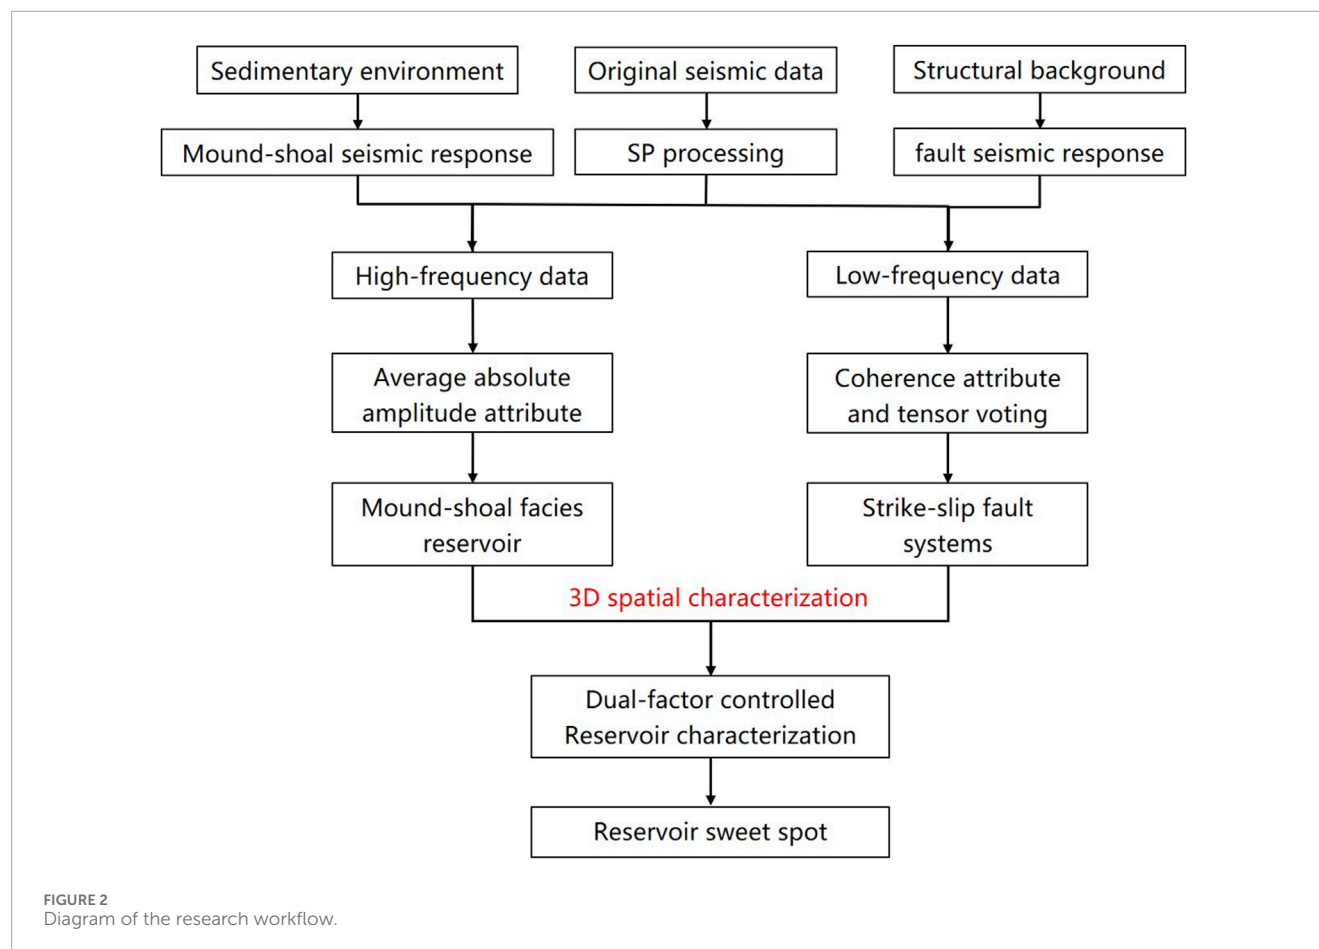 Sedimentary environment
Original seismic data
Structural background
Mound-shoal seismic response
SP processing
fault seismic response
High-frequency data
Low-frequency data
Average absolute
amplitude attribute
Coherence attribute
and tensor voting
Mound-shoal facies
reservoir
Strike-slip fault
systems
3D spatial characterization
Dual-factor controlled
Reservoir characterization
Reservoir sweet spot
FIGURE 2
Diagram of the research workflow.